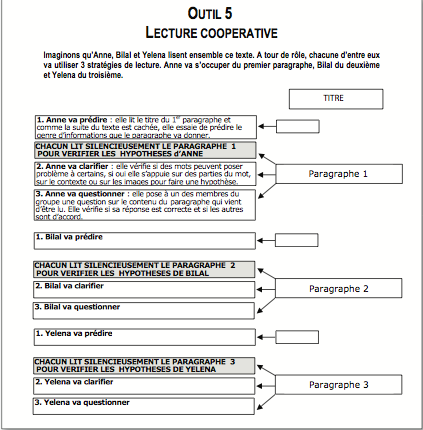 OUTIL 5
LECTURE COOPERATIVE
Imaginons qu'Anne, Bilal et Yelena lisent ensemble ce texte. A tour de rôle, chacune d'entre eux
va utiliser 3 stratégies de lecture. Anne va s'occuper du premier paragraphe, Bilal du deuxième
et Yelena du troisième.
TITRE
1. Anne va prédire : elle lit le titre du 1er paragraphe et
comme la suite du texte est cachée, elle essaie de prédire le
genre d'informations que le paragraphe va donner.
CHACUN LIT SILENCIEUSEMENT LE PARAGRAPHE 1
POUR VERIFIER LES HYPOTHESES d'ANNE
2. Anne va clarifier : elle vérifie si des mots peuvent poser
problème à certains, si oui elle s'appuie sur des parties du mot,
sur le contexte ou sur les images pour faire une hypothèse.
Paragraphe 1
3. Anne va questionner : elle pose à un des membres du
groupe une question sur le contenu du paragraphe qui vient
d'être lu. Elle vérifie si sa réponse est correcte et si les autres
sont d'accord.
1. Bilal va prédire
CHACUN LIT SILENCIEUSEMENT LE PARAGRAPHE 2
POUR VERIFIER LES HYPOTHESES DE BILAL
2. Bilal va clarifier
Paragraphe 2
3. Bilal va questionner
1. Yelena va prédire
CHACUN LIT SILENCIEUSEMENT LE PARAGRAPHE 3
POUR VERIFIER LES HYPOTHESES DE YELENA
2. Yelena va clarifier
Paragraphe 3
3. Yelena va questionner